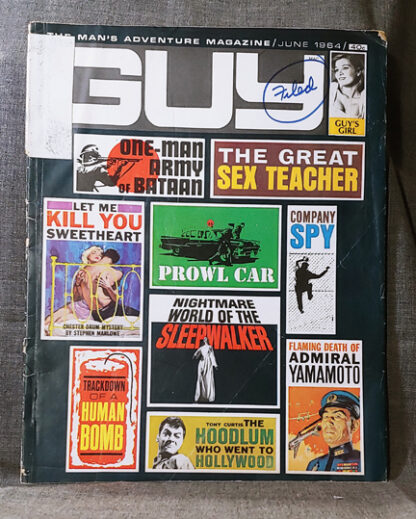 THE MAN'S ADVENTURE MAGAZINE/JUNE 1964/40c
GUY
Filed
GUY'S
GIRL
ONE-MAN
ARMY
OF BATAAN
THE GREAT
SEX TEACHER
LET ME
KILL YOU
SWEETHEART
CHESTER DRUM MYSTERY
BY STEPHEN MARLOWE
PROWL CAR
COMPANY
SPY
NIGHTMARE
WORLD OF THE
SLEEPWALKER
FLAMING DEATH OF
ADMIRAL
YAMAMOTO
TRACKDOWN
OF A
HUMAN
BOMB
TONY CURTIS THE
HOODLUM
WHO WENT TO
HOLLYWOOD